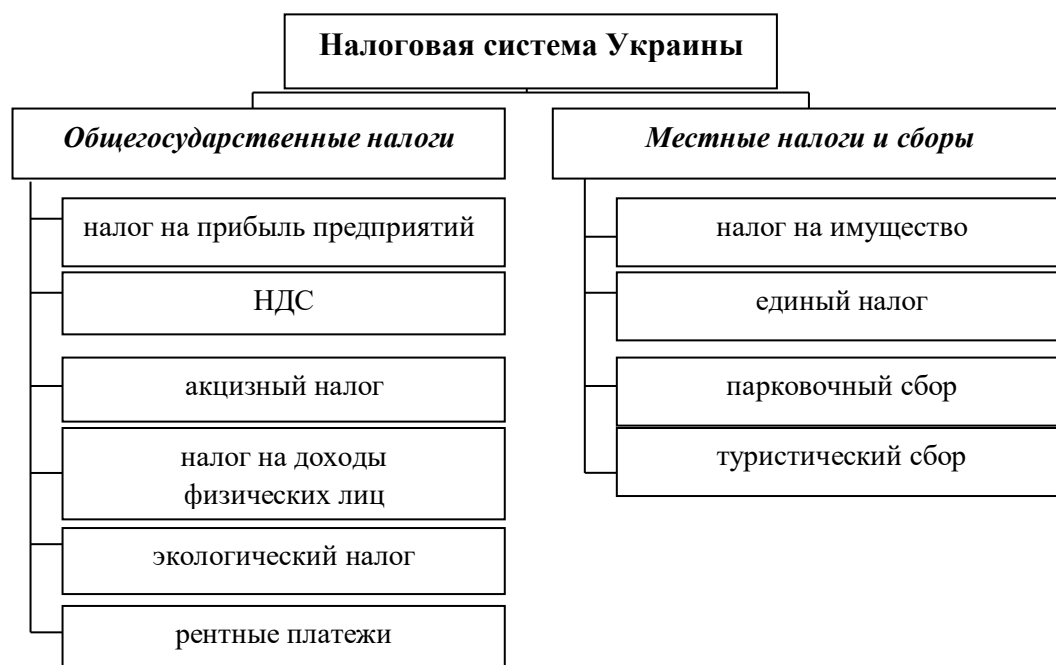 Налоговая система Украины
Общегосударственные налоги
налог на прибыль предприятий
НДС
акцизный налог
налог на доходы
физических лиц
экологический налог
рентные платежи
Местные налоги и сборы
налог на имущество
единый налог
парковочный сбор
туристический сбор